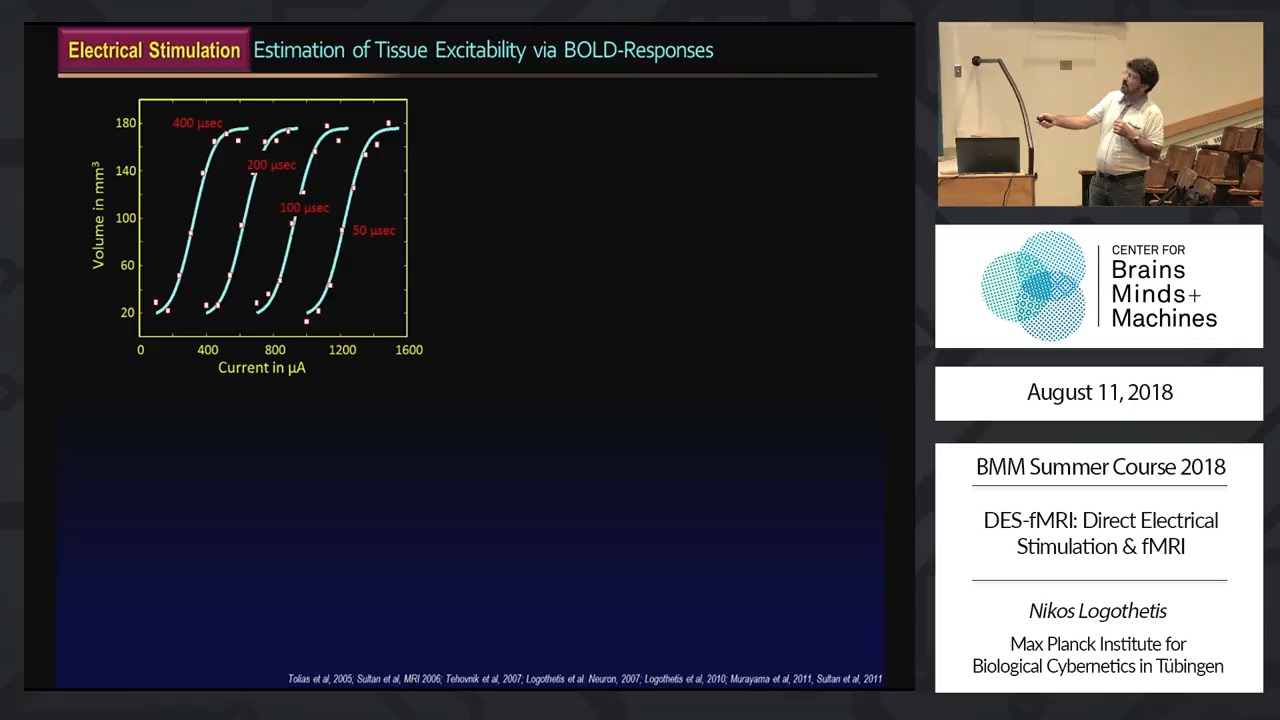 Electrical Stimulation Estimation of Tissue Excitability via BOLD-Responses
180
140
100
60
20
Volume in mm³
400 μsec
200 μsec
100 μsec
50 μsec
0 400 800 1200 1600
Current in μA
Tolias et al, 2005; Sultan et al, MRI 2006; Tehovnik et al, 2007; Logothetis et al. Neuron, 2007; Logothetis et al, 2010; Murayama et al, 2011, Sultan et al, 2011
CENTER FOR
Brains
Minds+
Machines
August 11, 2018
BMM Summer Course 2018
DES-fMRI: Direct Electrical
Stimulation & fMRI
Nikos Logothetis
Max Planck Institute for
Biological Cybernetics in Tübingen